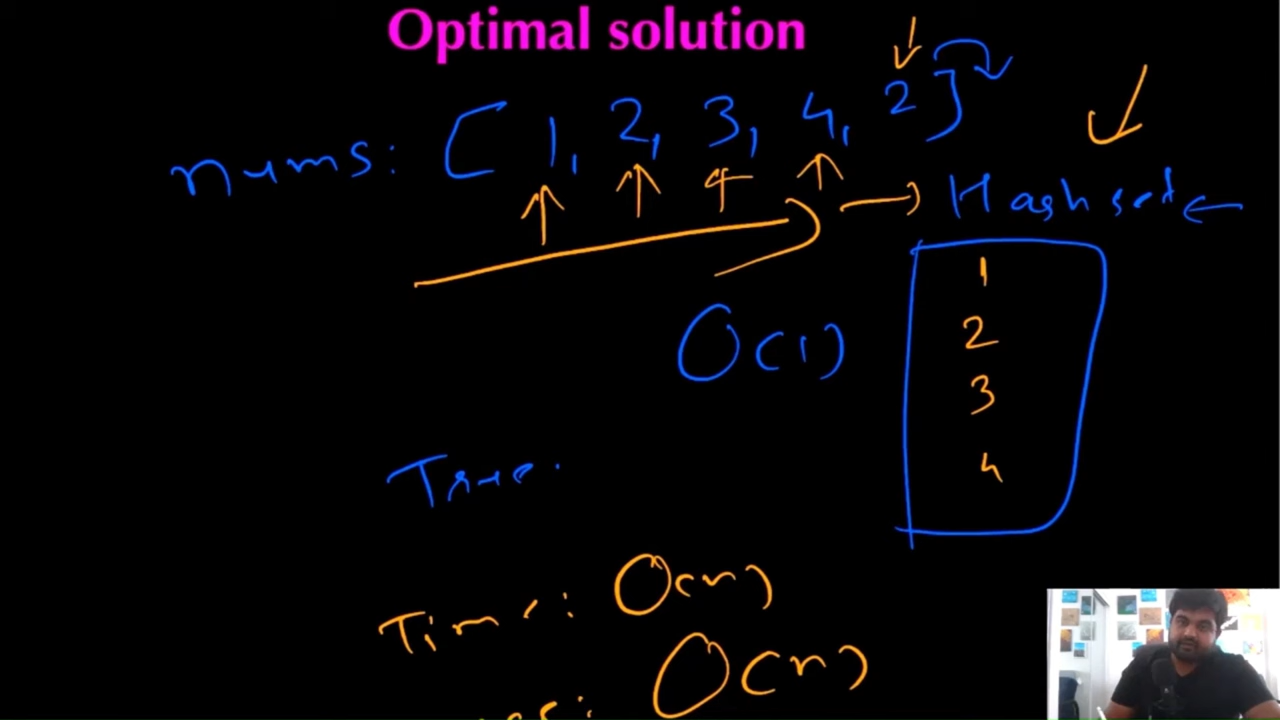 Optimal solution
nums: [ 1, 2, 3, 4, 2]
Hashset
1
2
3
4
O(1)
True.
Time: O(n)
O(n)